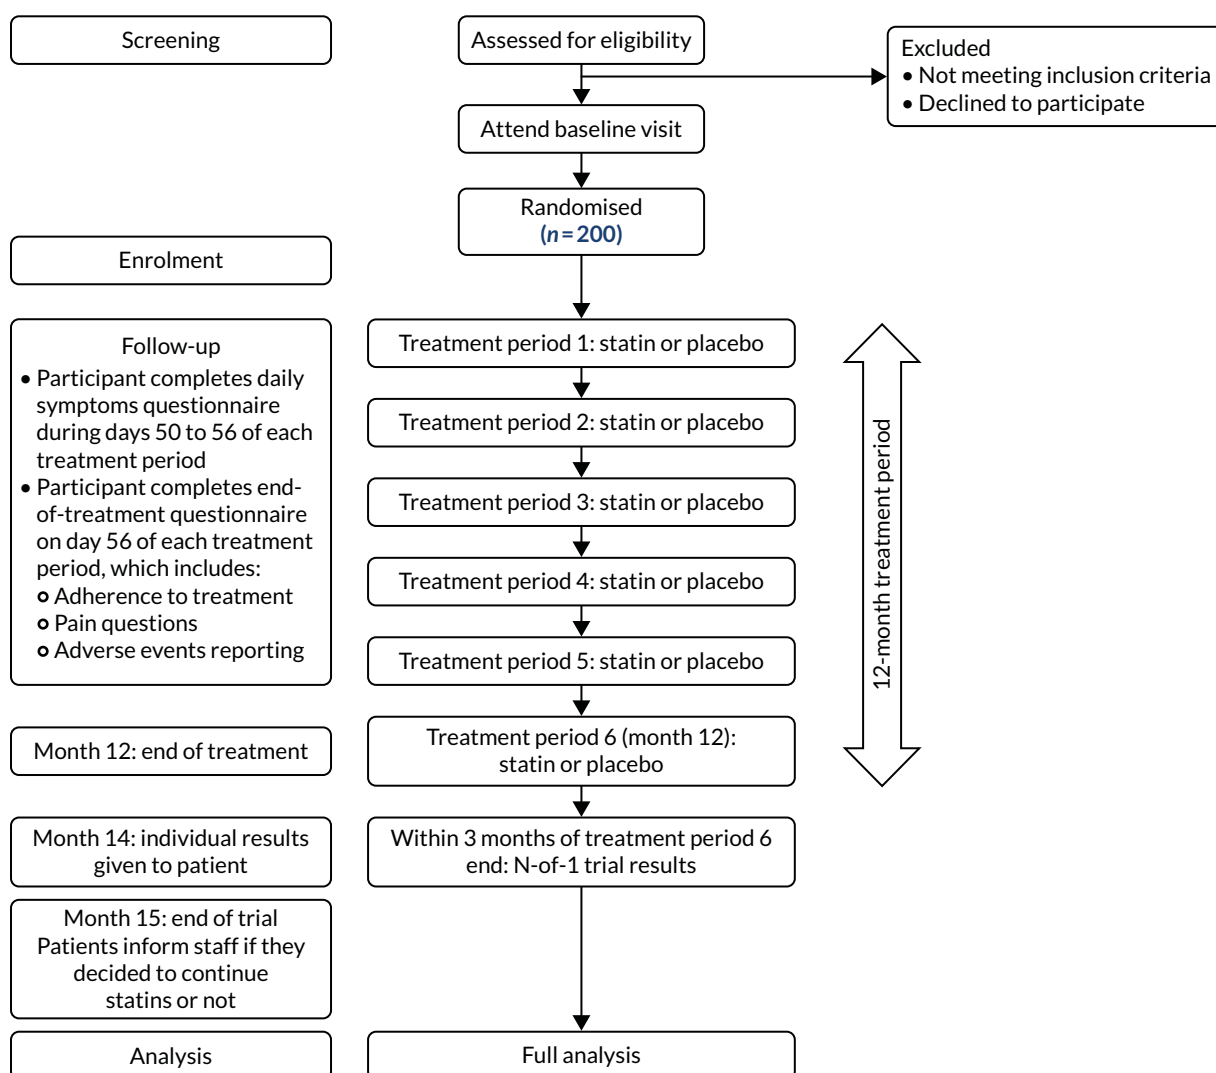 Screening
Assessed for eligibility
Excluded
• Not meeting inclusion criteria
• Declined to participate
Attend baseline visit
Randomised
(n = 200)
Enrolment
Follow-up
• Participant completes daily
symptoms questionnaire
during days 50 to 56 of each
treatment period
• Participant completes end-
of-treatment questionnaire
on day 56 of each treatment
period, which includes:
Adherence to treatment
Pain questions
Adverse events reporting
Treatment period 1: statin or placebo
Treatment period 2: statin or placebo
Treatment period 3: statin or placebo
Treatment period 4: statin or placebo
Treatment period 5: statin or placebo
12-month treatment period
Month 12: end of treatment
Treatment period 6 (month 12):
statin or placebo
Month 14: individual results
given to patient
Within 3 months of treatment period 6
end: N-of-1 trial results
Month 15: end of trial
Patients inform staff if they
decided to continue
statins or not
Analysis
Full analysis